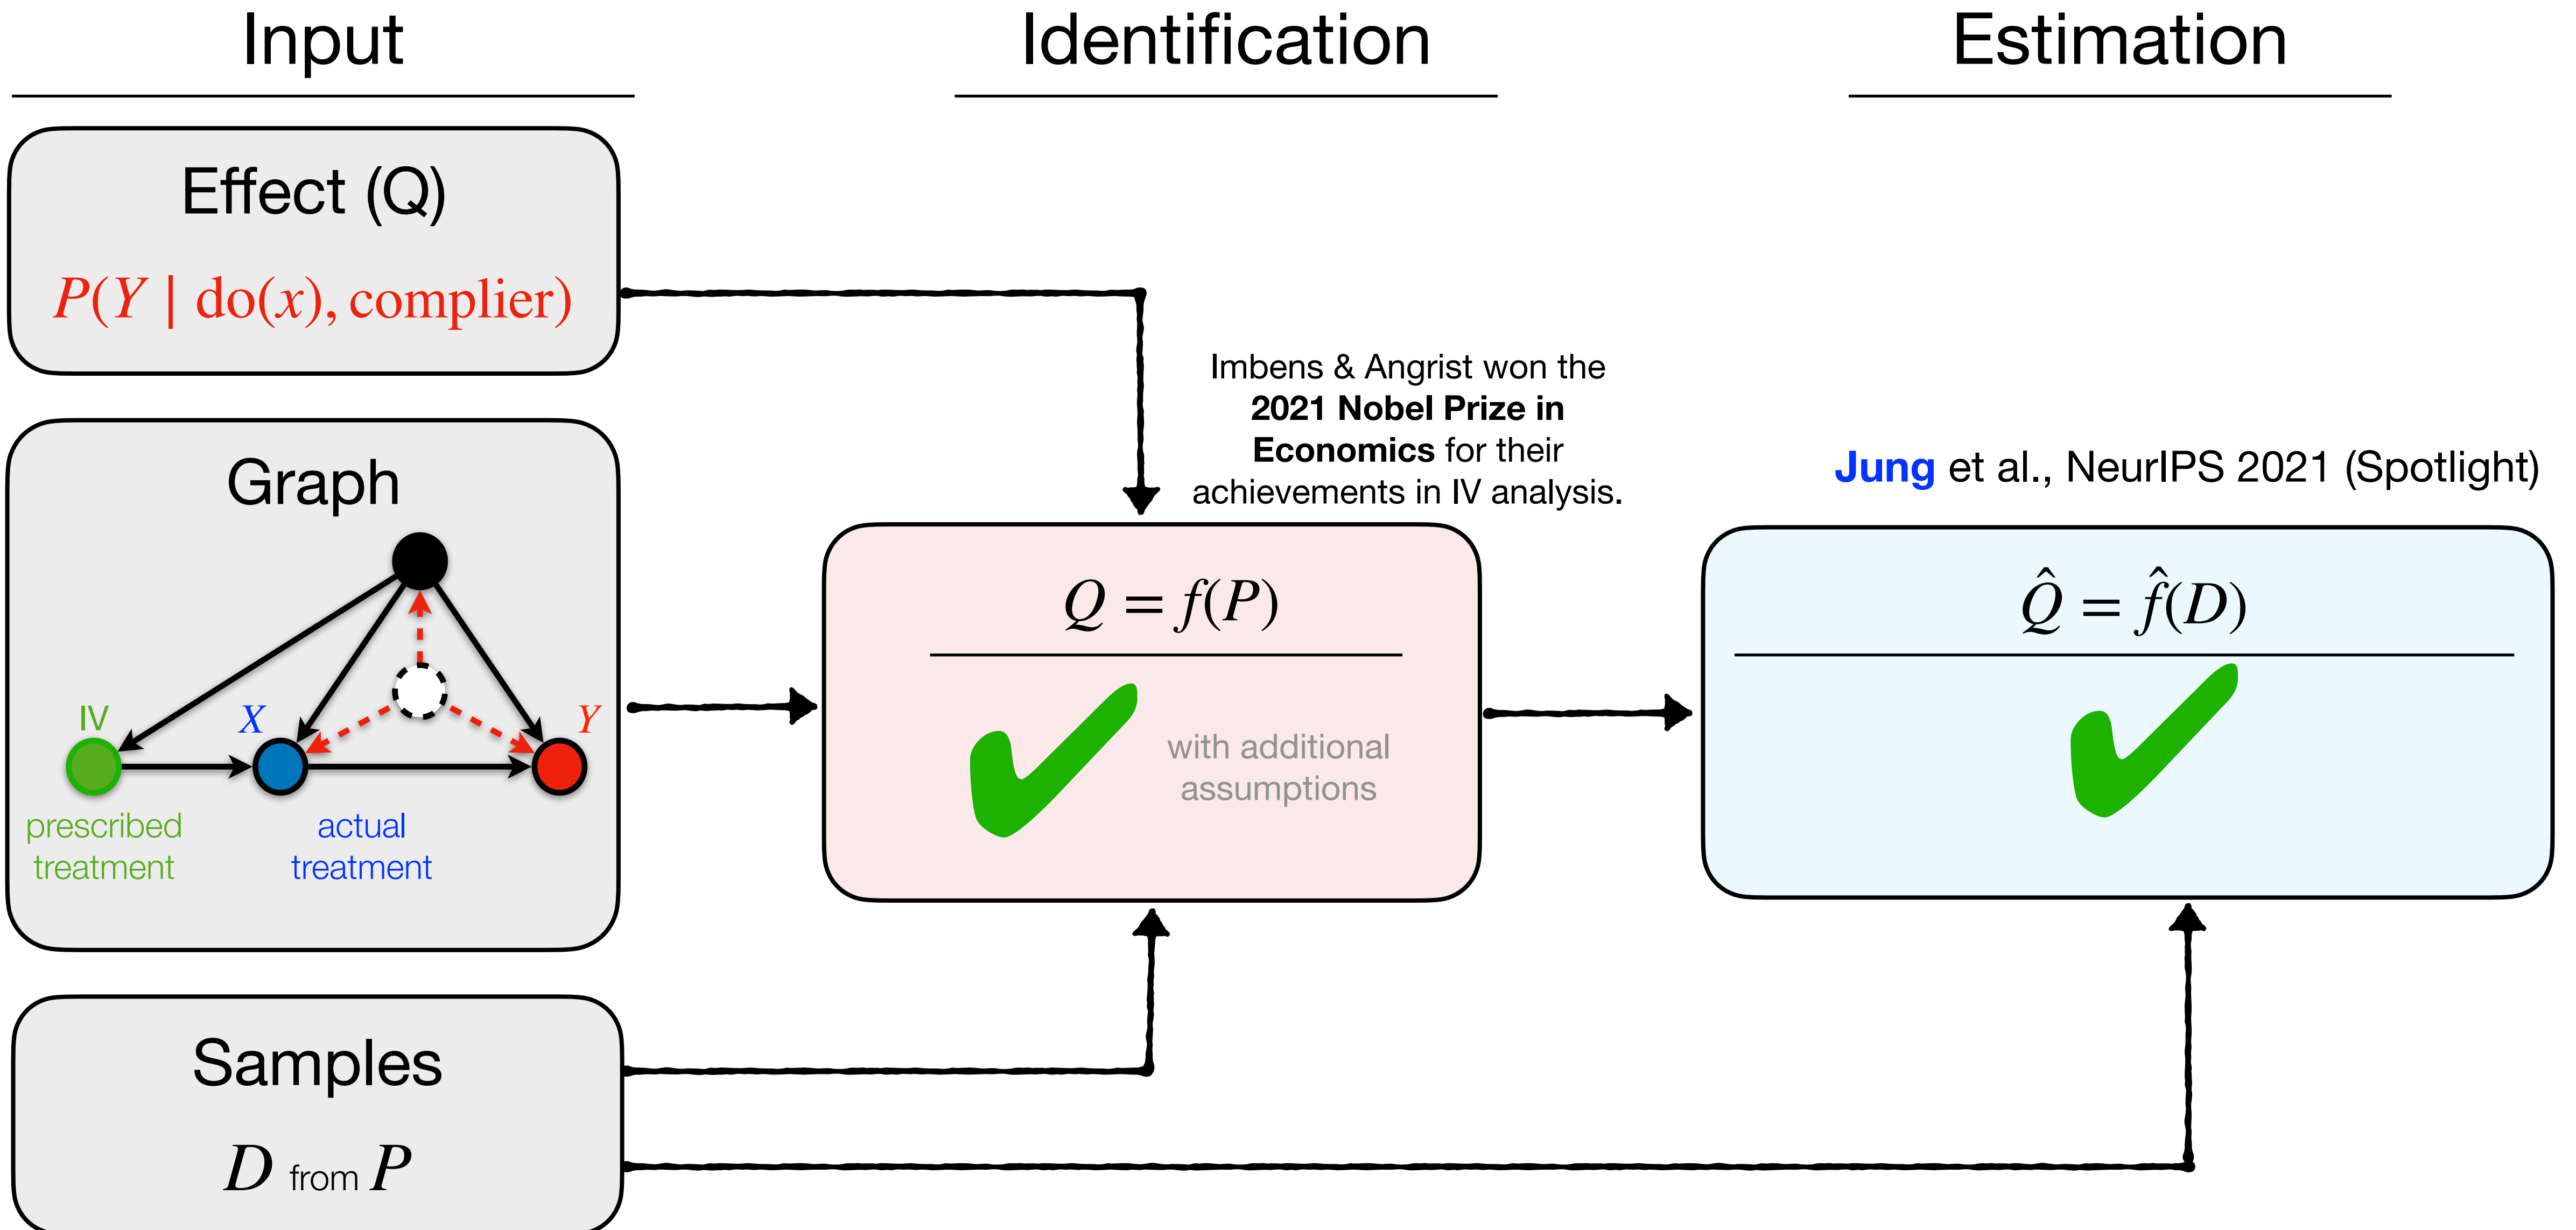 Input
Identification
Estimation
Effect (Q)
P(Y | do(x), complier)
Imbens & Angrist won the
2021 Nobel Prize in
Economics for their
achievements in IV analysis.
Jung et al., NeurIPS 2021 (Spotlight)
Graph
IV
X
Y
prescribed
treatment
actual
treatment
Q = f(P)
with additional
assumptions
Q̂ = f̂(D)
Samples
D from P